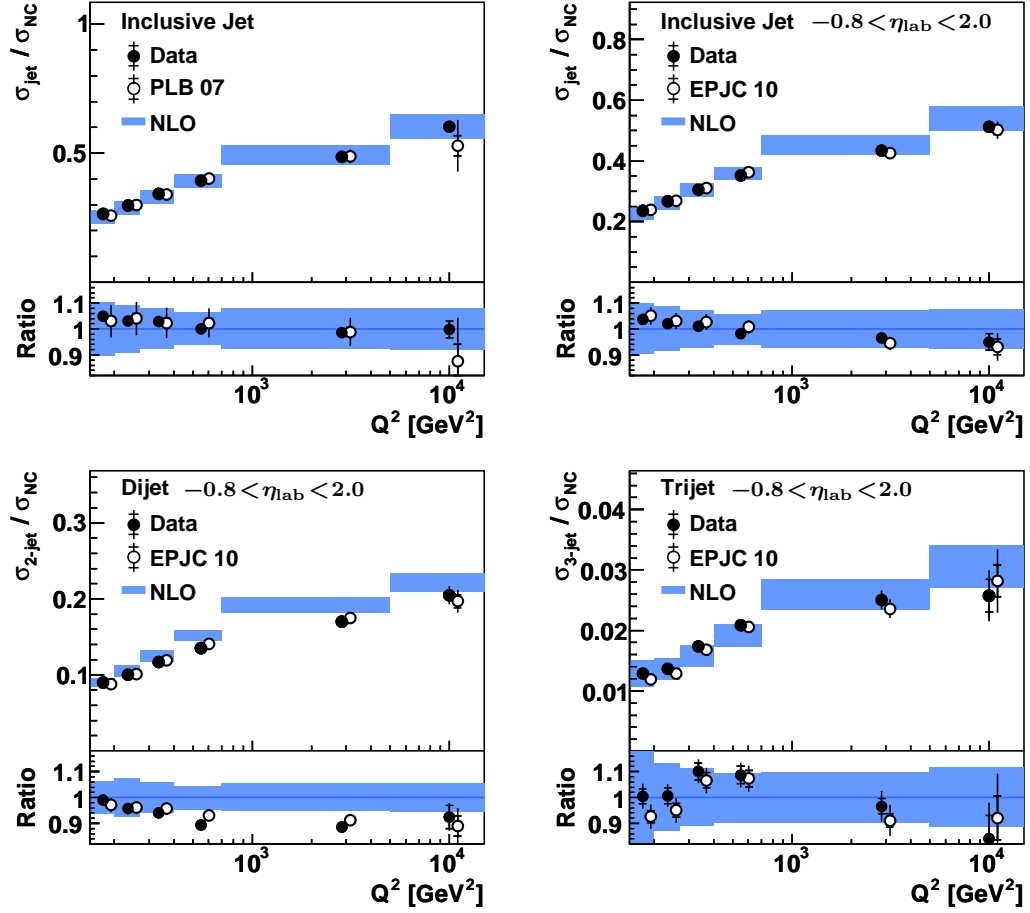 Inclusive Jet
Data
PLB 07
NLO
σjet / σNC
1
0.5
Ratio
1.1
1
0.9
10³
10⁴
Q² [GeV²]
Inclusive Jet −0.8<ηlab<2.0
Data
EPJC 10
NLO
σjet / σNC
0.8
0.6
0.4
0.2
Ratio
1.1
1
0.9
10³
10⁴
Q² [GeV²]
Dijet −0.8<ηlab<2.0
Data
EPJC 10
NLO
σ2-jet / σNC
0.3
0.2
0.1
Ratio
1.1
1
0.9
10³
10⁴
Q² [GeV²]
Trijet −0.8<ηlab<2.0
Data
EPJC 10
NLO
σ3-jet / σNC
0.04
0.03
0.02
0.01
Ratio
1.1
1
0.9
10³
10⁴
Q² [GeV²]